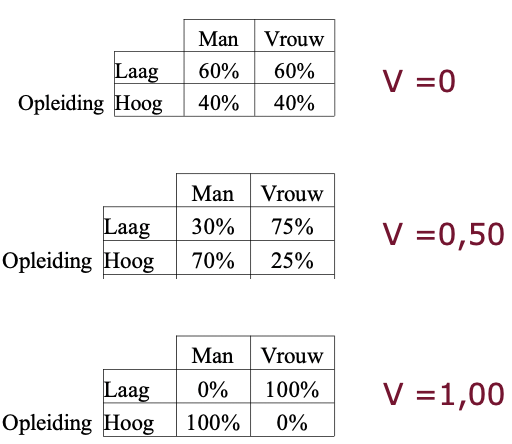 Man Vrouw
Laag 60% 60%
Opleiding Hoog 40% 40%
V =0
Man Vrouw
Laag 30% 75%
Opleiding Hoog 70% 25%
V =0,50
Man Vrouw
Laag 0% 100%
Opleiding Hoog 100% 0%
V =1,00